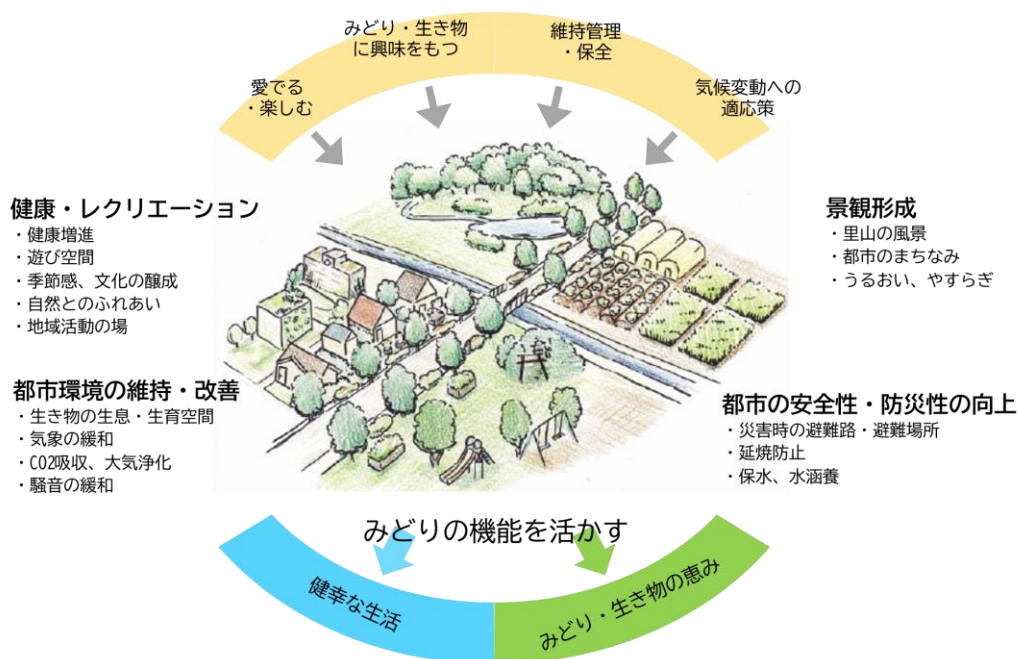 みどり・生き物
に興味をもつ
維持管理
・保全
愛でる
・楽しむ
気候変動への
適応策
健康・レクリエーション
・健康増進
・遊び空間
・季節感、文化の醸成
・自然とのふれあい
・地域活動の場
景観形成
・里山の風景
・都市のまちなみ
・うるおい、やすらぎ
都市環境の維持・改善
・生き物の生息・生育空間
・気象の緩和
・CO2吸収、大気浄化
・騒音の緩和
都市の安全性・防災性の向上
・災害時の避難路・避難場所
・延焼防止
・保水、水涵養
みどりの機能を活かす
健幸な生活
みどり・生き物の恵み